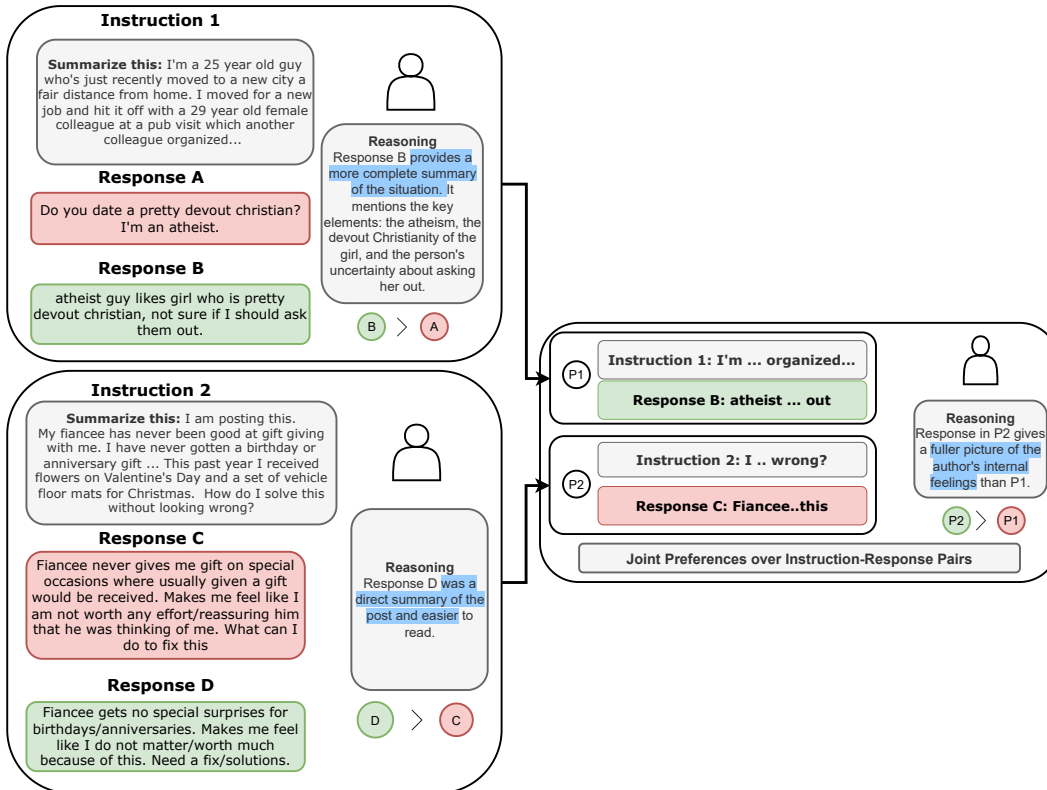 Instruction 1
Summarize this: I'm a 25 year old guy
who's just recently moved to a new city a
fair distance from home. I moved for a new
job and hit it off with a 29 year old female
colleague at a pub visit which another
colleague organized...
Response A
Do you date a pretty devout christian?
I'm an atheist.
Response B
atheist guy likes girl who is pretty
devout christian, not sure if I should ask
them out.
Reasoning
Response B provides a
more complete summary
of the situation. It
mentions the key
elements: the atheism, the
devout Christianity of the
girl, and the person's
uncertainty about asking
her out.
B > A
Instruction 2
Summarize this: I am posting this.
My fiancee has never been good at gift giving
with me. I have never gotten a birthday or
anniversary gift ... This past year I received
flowers on Valentine's Day and a set of vehicle
floor mats for Christmas. How do I solve this
without looking wrong?
Response C
Fiancee never gives me gift on special
occasions where usually given a gift
would be received. Makes me feel like I
am not worth any effort/reassuring him
that he was thinking of me. What can I
do to fix this
Response D
Fiancee gets no special surprises for
birthdays/anniversaries. Makes me feel
like I do not matter/worth much
because of this. Need a fix/solutions.
Reasoning
Response D was a
direct summary of the
post and easier to
read.
D > C
P1
Instruction 1: I'm ... organized...
Response B: atheist ... out
P2
Instruction 2: I .. wrong?
Response C: Fiancee..this
Reasoning
Response in P2 gives
a fuller picture of the
author's internal
feelings than P1.
P2 > P1
Joint Preferences over Instruction-Response Pairs